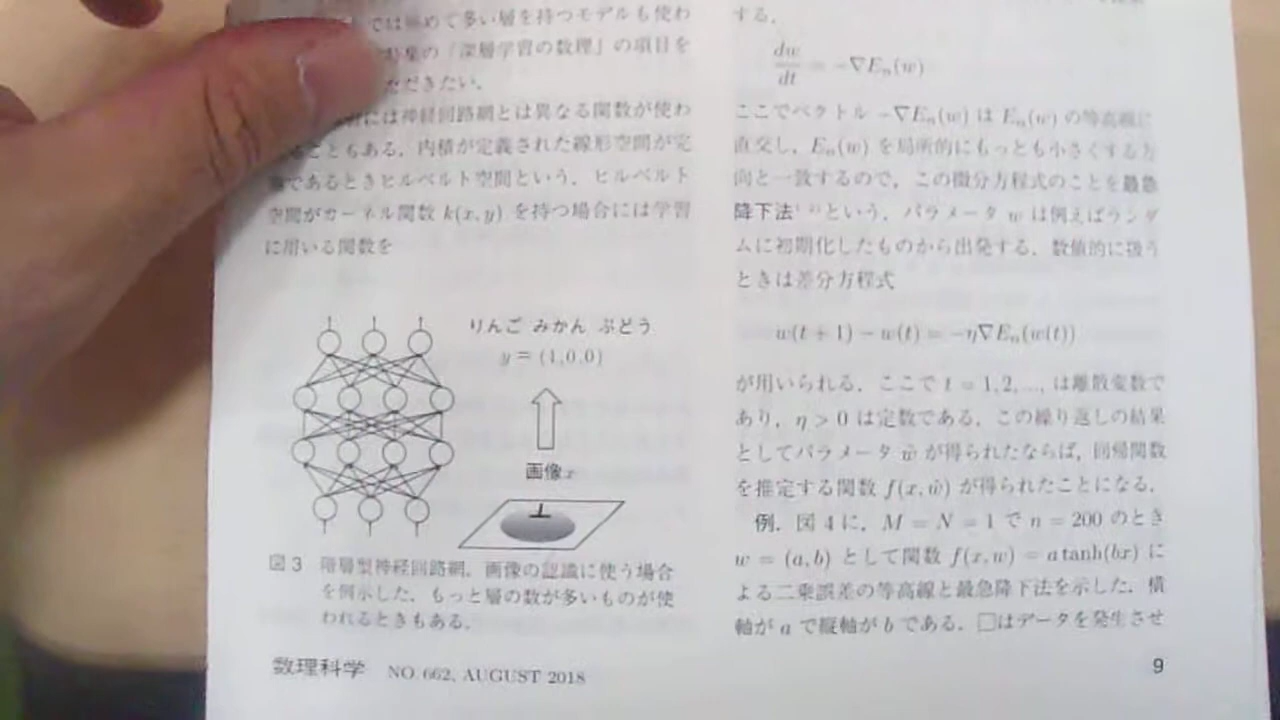 では極めて多い層を持つモデルも使わ
集の「深層学習の数理」の項目を
ただきたい.
には神経回路網とは異なる関数が使わ
ることもある. 内積が定義された線形空間が完
であるときヒルベルト空間という. ヒルベルト
空間がカーネル関数 k(x, y) を持つ場合には学習
に用いる関数を
りんご みかん ぶどう
y = (1,0,0)
画像 x
図 3 階層型神経回路網. 画像の認識に使う場合
を例示した. もっと層の数が多いものが使
われるときもある.
数理科学 NO. 662, AUGUST 2018
する.
dw/dt = −∇En(w)
ここでベクトル −∇En(w) は En(w) の等高線に
直交し, En(w) を局所的にもっとも小さくする方
向と一致するので, この微分方程式のことを最急
降下法という. パラメータ w は例えばランダ
ムに初期化したものから出発する. 数値的に扱う
ときは差分方程式
w(t + 1) − w(t) = −η∇En(w(t))
が用いられる. ここで t = 1, 2, ..., は離散変数で
あり, η > 0 は定数である. この繰り返しの結果
としてパラメータ ŵ が得られたならば, 回帰関数
を推定する関数 f(x, ŵ) が得られたことになる.
例. 図 4 に, M = N = 1 で n = 200 のとき
w = (a, b) として関数 f(x, w) = a tanh(bx) に
よる二乗誤差の等高線と最急降下法を示した. 横
軸が a で縦軸が b である. □はデータを発生させ
9